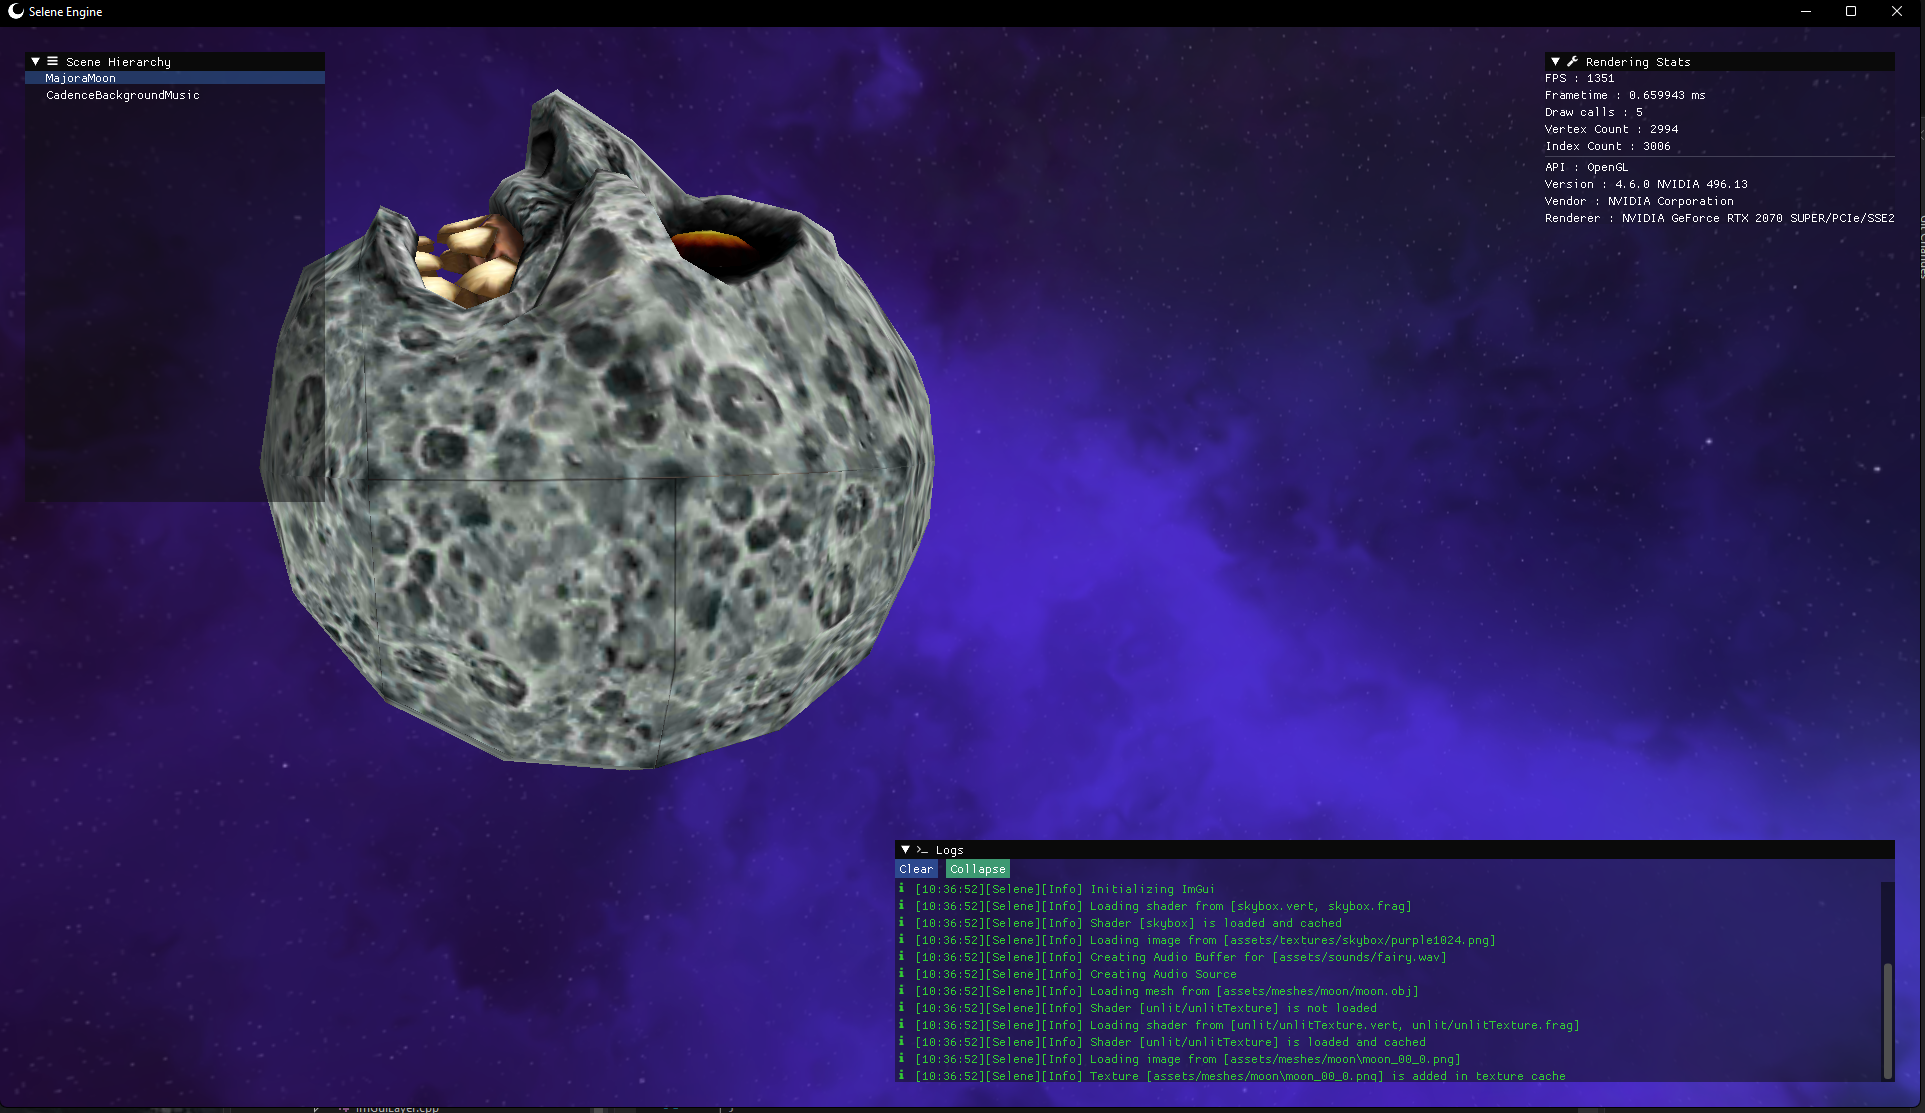 Selene Engine
Scene Hierarchy
MajoraMoon
CadenceBackgroundMusic
Rendering Stats
FPS : 1351
Frametime : 0.659943 ms
Draw calls : 5
Vertex Count : 2994
Index Count : 3006
API : OpenGL
Version : 4.6.0 NVIDIA 496.13
Vendor : NVIDIA Corporation
Renderer : NVIDIA GeForce RTX 2070 SUPER/PCIe/SSE2
Logs
Clear Collapse
[10:36:52][Selene][Info] Initializing ImGui
[10:36:52][Selene][Info] Loading shader from [skybox.vert, skybox.frag]
[10:36:52][Selene][Info] Shader [skybox] is loaded and cached
[10:36:52][Selene][Info] Loading image from [assets/textures/skybox/purple1024.png]
[10:36:52][Selene][Info] Creating Audio Buffer for [assets/sounds/fairy.wav]
[10:36:52][Selene][Info] Creating Audio Source
[10:36:52][Selene][Info] Loading mesh from [assets/meshes/moon/moon.obj]
[10:36:52][Selene][Info] Shader [unlit/unlitTexture] is not loaded
[10:36:52][Selene][Info] Loading shader from [unlit/unlitTexture.vert, unlit/unlitTexture.frag]
[10:36:52][Selene][Info] Shader [unlit/unlitTexture] is loaded and cached
[10:36:52][Selene][Info] Loading image from [assets/meshes/moon\moon_00_0.png]
[10:36:52][Selene][Info] Texture [assets/meshes/moon\moon_00_0.png] is added in texture cache
ImGuiLayer.cpp